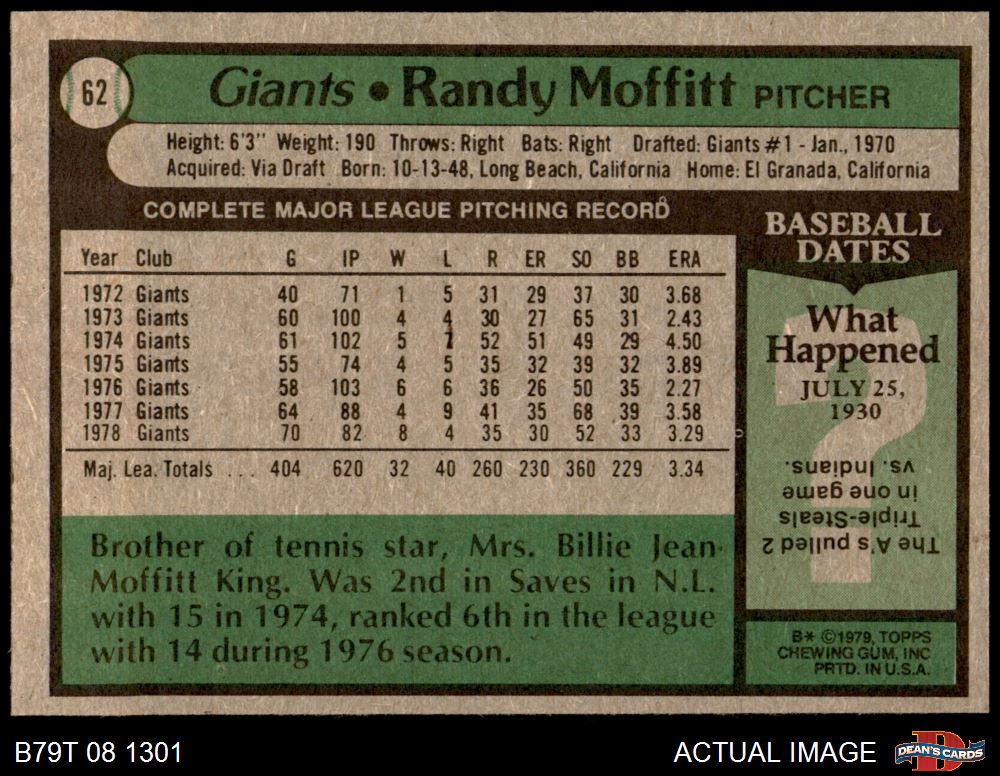 62
Giants • Randy Moffitt PITCHER
Height: 6'3" Weight: 190 Throws: Right Bats: Right Drafted: Giants #1 - Jan., 1970
Acquired: Via Draft Born: 10-13-48, Long Beach, California Home: El Granada, California
COMPLETE MAJOR LEAGUE PITCHING RECORD
Year Club G IP W L R ER SO BB ERA
1972 Giants 40 71 1 5 31 29 37 30 3.68
1973 Giants 60 100 4 4 30 27 65 31 2.43
1974 Giants 61 102 5 7 52 51 49 29 4.50
1975 Giants 55 74 4 5 35 32 39 32 3.89
1976 Giants 58 103 6 6 36 26 50 35 2.27
1977 Giants 64 88 4 9 41 35 68 39 3.58
1978 Giants 70 82 8 4 35 30 52 33 3.29
Maj. Lea. Totals ... 404 620 32 40 260 230 360 229 3.34
Brother of tennis star, Mrs. Billie Jean
Moffitt King. Was 2nd in Saves in N.L.
with 15 in 1974, ranked 6th in the league
with 14 during 1976 season.
BASEBALL
DATES
What
Happened
JULY 25,
1930
?
The A's pulled 2
Triple-Steals
in one game
vs. Indians.
B* ©1979, TOPPS
CHEWING GUM, INC
PRTD. IN U.S.A.
B79T 08 1301
ACTUAL IMAGE
DEAN'S CARDS